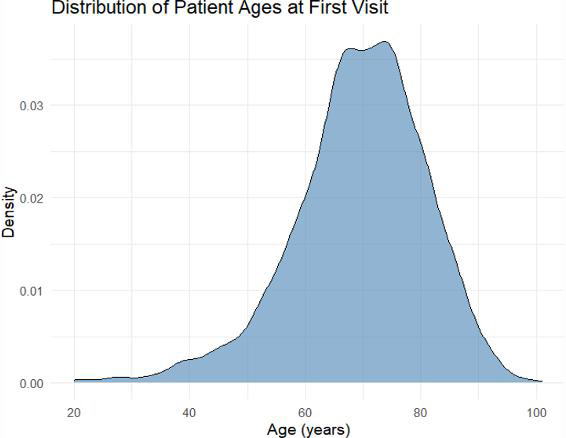 Distribution of Patient Ages at First Visit
0.03
0.02
0.01
0.00
Density
20 40 60 80 100
Age (years)